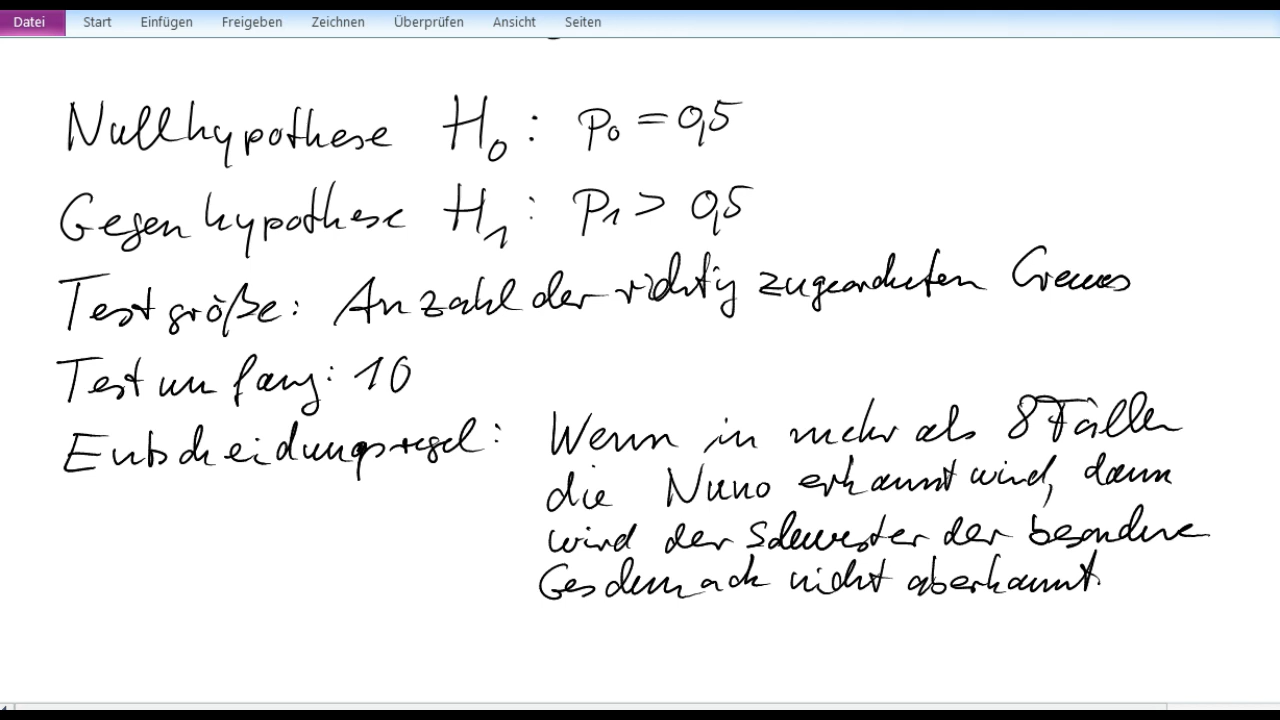 Datei Start Einfügen Freigeben Zeichnen Überprüfen Ansicht Seiten
Nullhypothese H₀: p₀ = 0,5
Gegenhypothese H₁: p₁ > 0,5
Testgröße: Anzahl der richtig zugeordneten Cremes
Testumfang: 10
Entscheidungsregel: Wenn in mehr als 8 Fällen
die Nuno erkannt wird, dann
wird der Schwester der besondere
Geschmack nicht aberkannt.